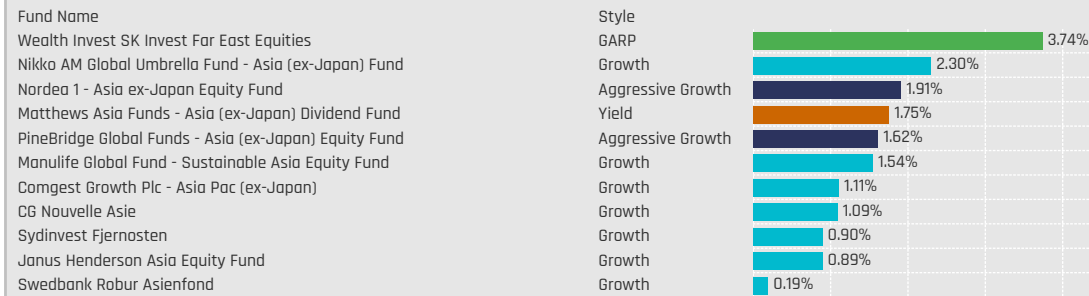 Fund Name Style
Wealth Invest SK Invest Far East Equities GARP 3.74%
Nikko AM Global Umbrella Fund - Asia (ex-Japan) Fund Growth 2.30%
Nordea 1 - Asia ex-Japan Equity Fund Aggressive Growth 1.91%
Matthews Asia Funds - Asia (ex-Japan) Dividend Fund Yield 1.75%
PineBridge Global Funds - Asia (ex-Japan) Equity Fund Aggressive Growth 1.62%
Manulife Global Fund - Sustainable Asia Equity Fund Growth 1.54%
Comgest Growth Plc - Asia Pac (ex-Japan) Growth 1.11%
CG Nouvelle Asie Growth 1.09%
Sydinvest Fjernosten Growth 0.90%
Janus Henderson Asia Equity Fund Growth 0.89%
Swedbank Robur Asienfond Growth 0.19%